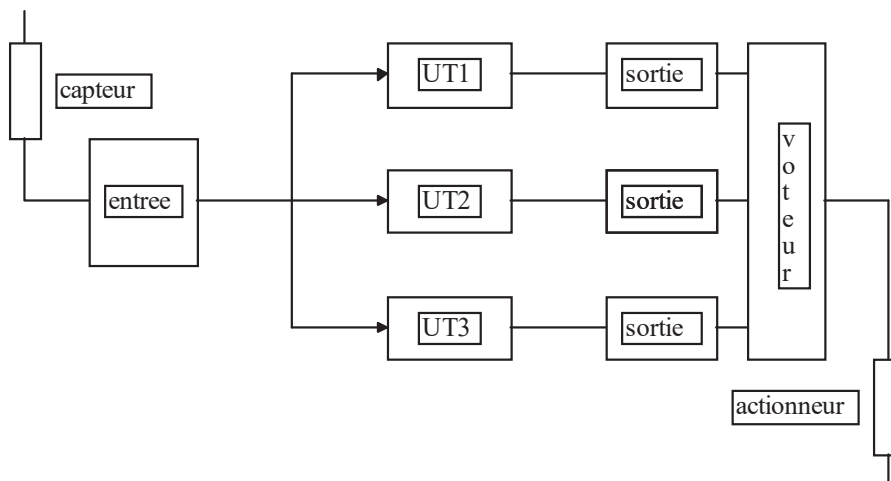 capteur
entree
UT1
sortie
UT2
sortie
UT3
sortie
voteur
actionneur